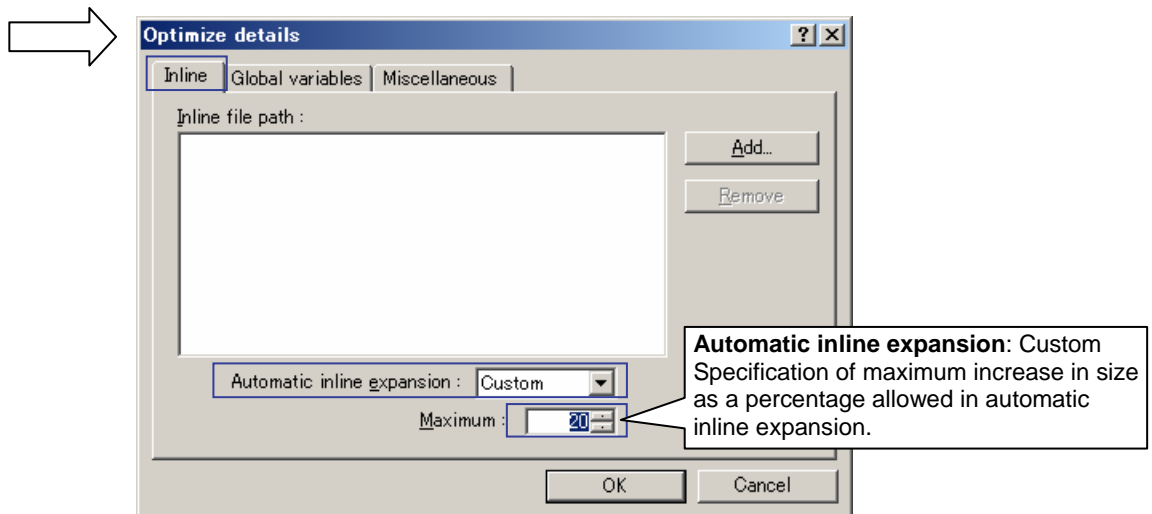 Optimize details
Inline
Global variables
Miscellaneous
Inline file path :
Add...
Remove
Automatic inline expansion :
Custom
Maximum :
20
Automatic inline expansion: Custom
Specification of maximum increase in size
as a percentage allowed in automatic
inline expansion.
OK
Cancel